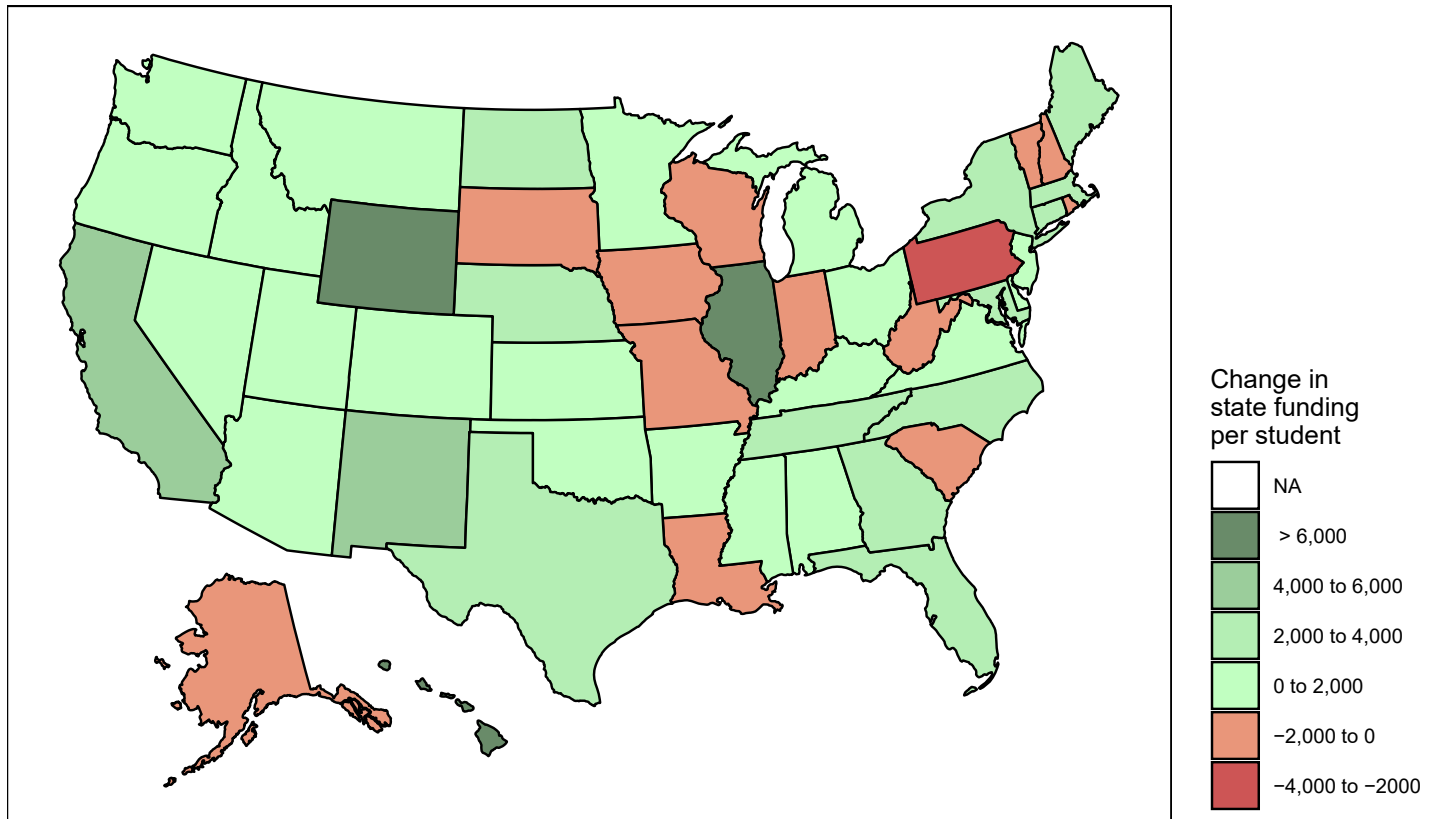 Change in
state funding
per student
NA
> 6,000
4,000 to 6,000
2,000 to 4,000
0 to 2,000
−2,000 to 0
−4,000 to −2000